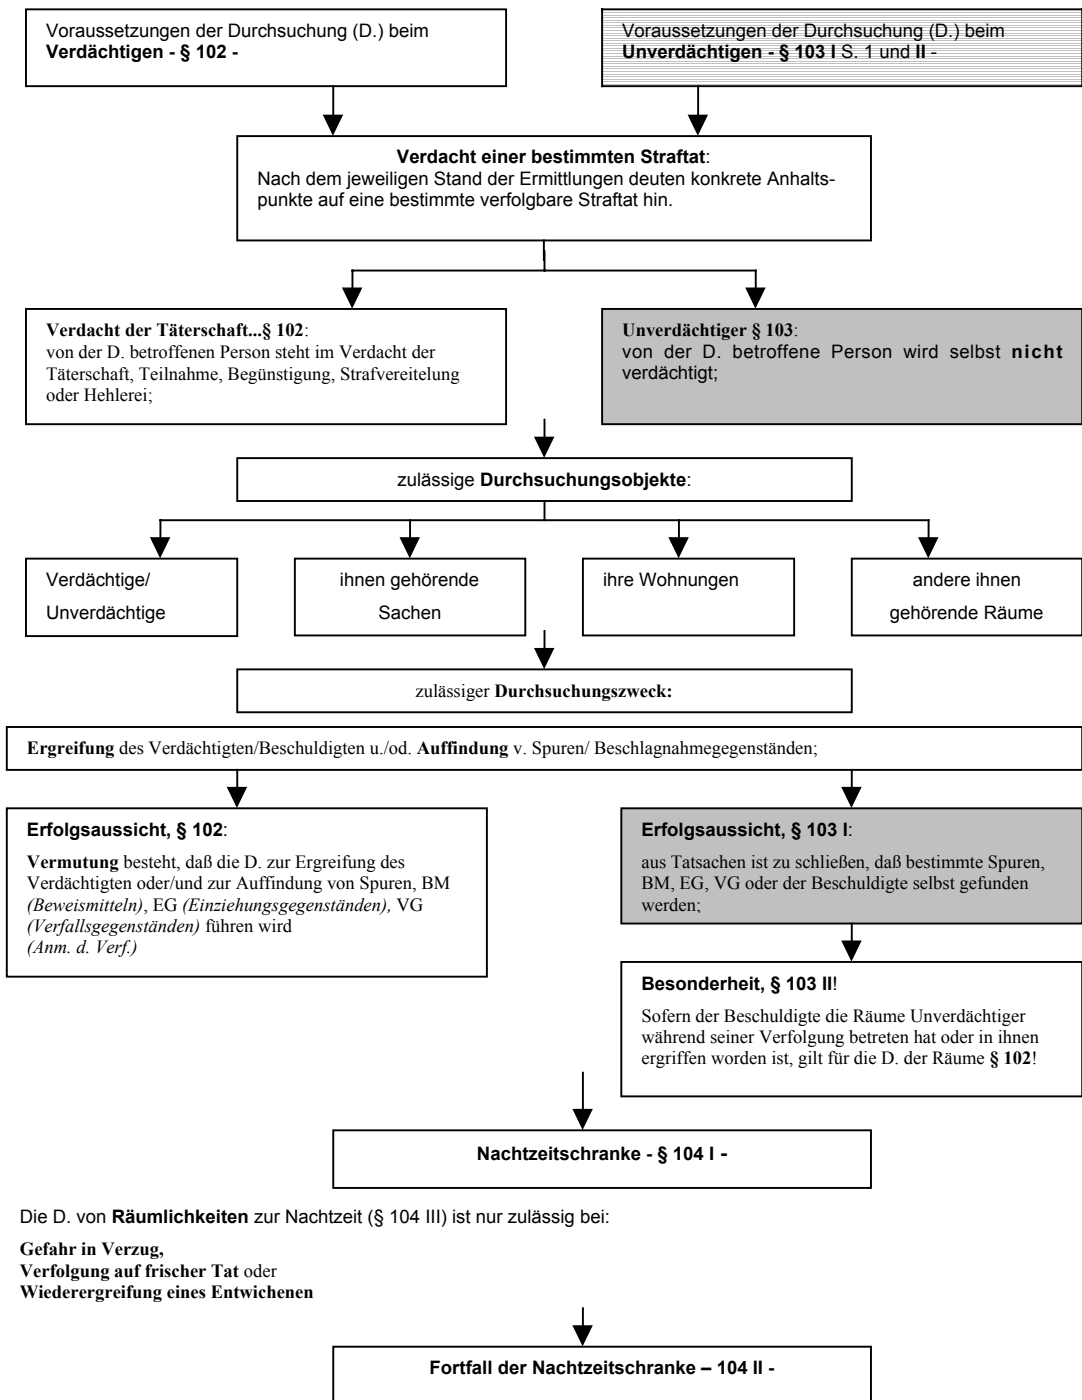 Voraussetzungen der Durchsuchung (D.) beim
Verdächtigen - § 102 -
Voraussetzungen der Durchsuchung (D.) beim
Unverdächtigen - § 103 I S. 1 und II -
Verdacht einer bestimmten Straftat:
Nach dem jeweiligen Stand der Ermittlungen deuten konkrete Anhalts-
punkte auf eine bestimmte verfolgbare Straftat hin.
Verdacht der Täterschaft...§ 102:
von der D. betroffenen Person steht im Verdacht der
Täterschaft, Teilnahme, Begünstigung, Strafvereitelung
oder Hehlerei;
Unverdächtiger § 103:
von der D. betroffene Person wird selbst nicht
verdächtigt;
zulässige Durchsuchungsobjekte:
Verdächtige/
Unverdächtige
ihnen gehörende
Sachen
ihre Wohnungen
andere ihnen
gehörende Räume
zulässiger Durchsuchungszweck:
Ergreifung des Verdächtigten/Beschuldigten u./od. Auffindung v. Spuren/ Beschlagnahmegegenständen;
Erfolgsaussicht, § 102:
Vermutung besteht, daß die D. zur Ergreifung des
Verdächtigten oder/und zur Auffindung von Spuren, BM
(Beweismitteln), EG (Einziehungsgegenständen), VG
(Verfallsgegenständen) führen wird
(Anm. d. Verf.)
Erfolgsaussicht, § 103 I:
aus Tatsachen ist zu schließen, daß bestimmte Spuren,
BM, EG, VG oder der Beschuldigte selbst gefunden
werden;
Besonderheit, § 103 II!
Sofern der Beschuldigte die Räume Unverdächtiger
während seiner Verfolgung betreten hat oder in ihnen
ergriffen worden ist, gilt für die D. der Räume § 102!
Nachtzeitschranke - § 104 I -
Die D. von Räumlichkeiten zur Nachtzeit (§ 104 III) ist nur zulässig bei:
Gefahr in Verzug,
Verfolgung auf frischer Tat oder
Wiederergreifung eines Entwichenen
Fortfall der Nachtzeitschranke – 104 II -